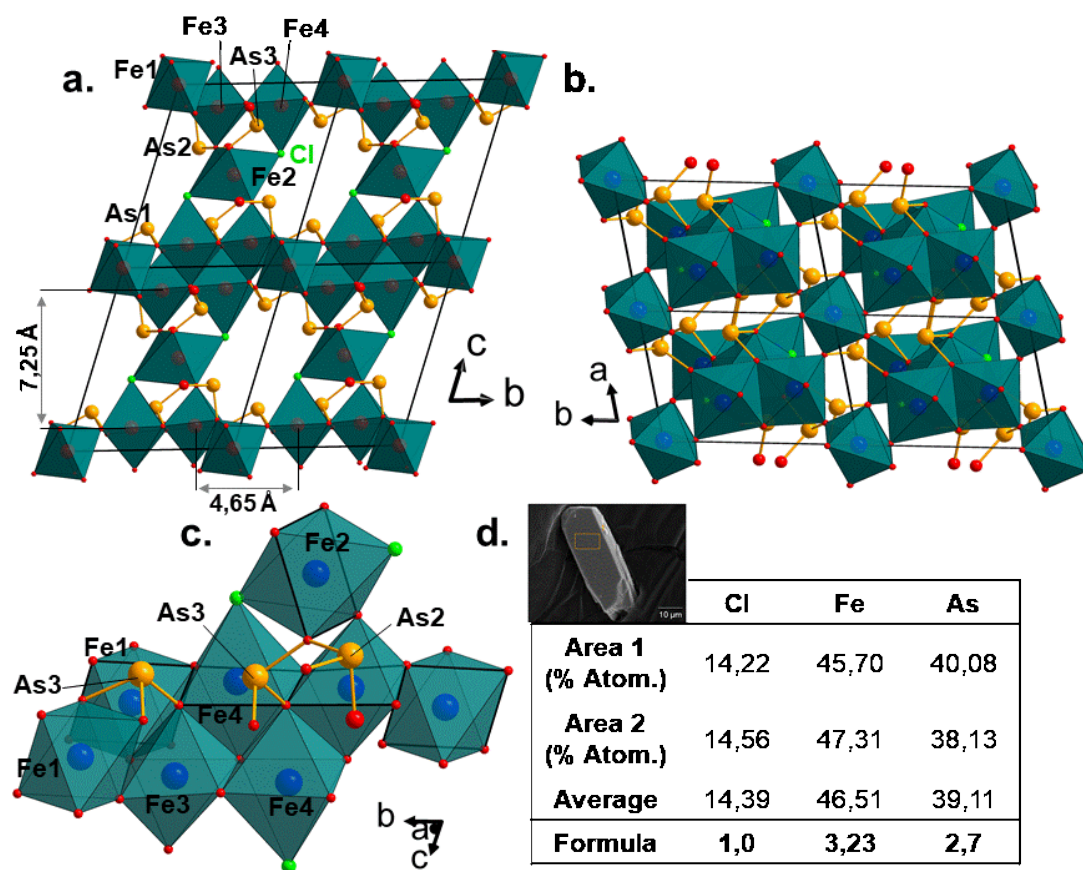 a.
Fe3
Fe4
As3
Fe1
As2
Cl
Fe2
As1
7,25 Å
4,65 Å
c
b
b.
a
b
c.
Fe2
As3
As2
Fe1
As3
Fe4
Fe1
Fe3
Fe4
b
a
c
d.
10 µm
Cl Fe As
Area 1
(% Atom.) 14,22 45,70 40,08
Area 2
(% Atom.) 14,56 47,31 38,13
Average 14,39 46,51 39,11
Formula 1,0 3,23 2,7